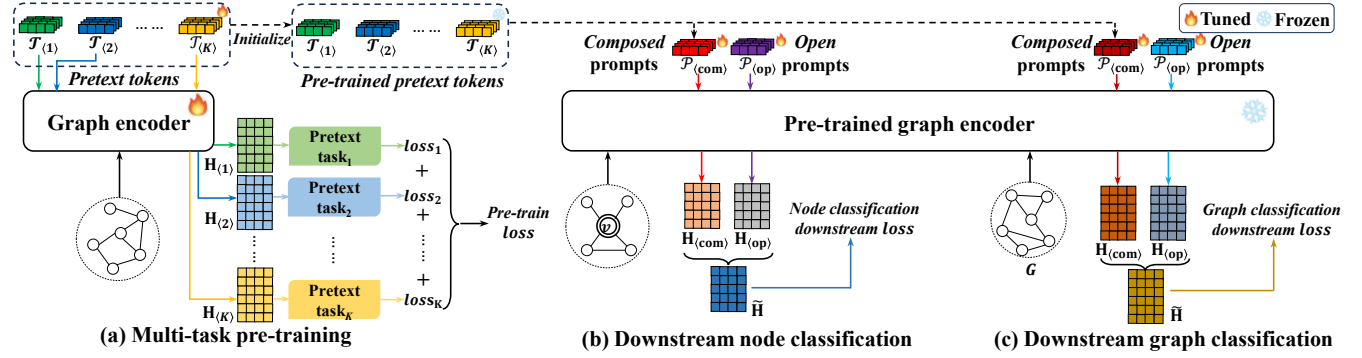 𝒯⟨1⟩ 𝒯⟨2⟩ ...... 𝒯⟨K⟩
Pretext tokens
Initialize
𝒯⟨1⟩ 𝒯⟨2⟩ ...... 𝒯⟨K⟩
Pre-trained pretext tokens
Graph encoder
H⟨1⟩
Pretext
task₁
loss₁
+
H⟨2⟩
Pretext
task₂
loss₂
+
......
+
H⟨K⟩
Pretext
task_K
loss_K
Pre-train
loss
(a) Multi-task pre-training
Tuned Frozen
Composed
prompts
𝒫⟨com⟩
𝒫⟨op⟩
Open
prompts
Composed
prompts
𝒫⟨com⟩
𝒫⟨op⟩
Open
prompts
Pre-trained graph encoder
v
H⟨com⟩ H⟨op⟩
H̃
Node classification
downstream loss
(b) Downstream node classification
G
H⟨com⟩ H⟨op⟩
H̃
Graph classification
downstream loss
(c) Downstream graph classification